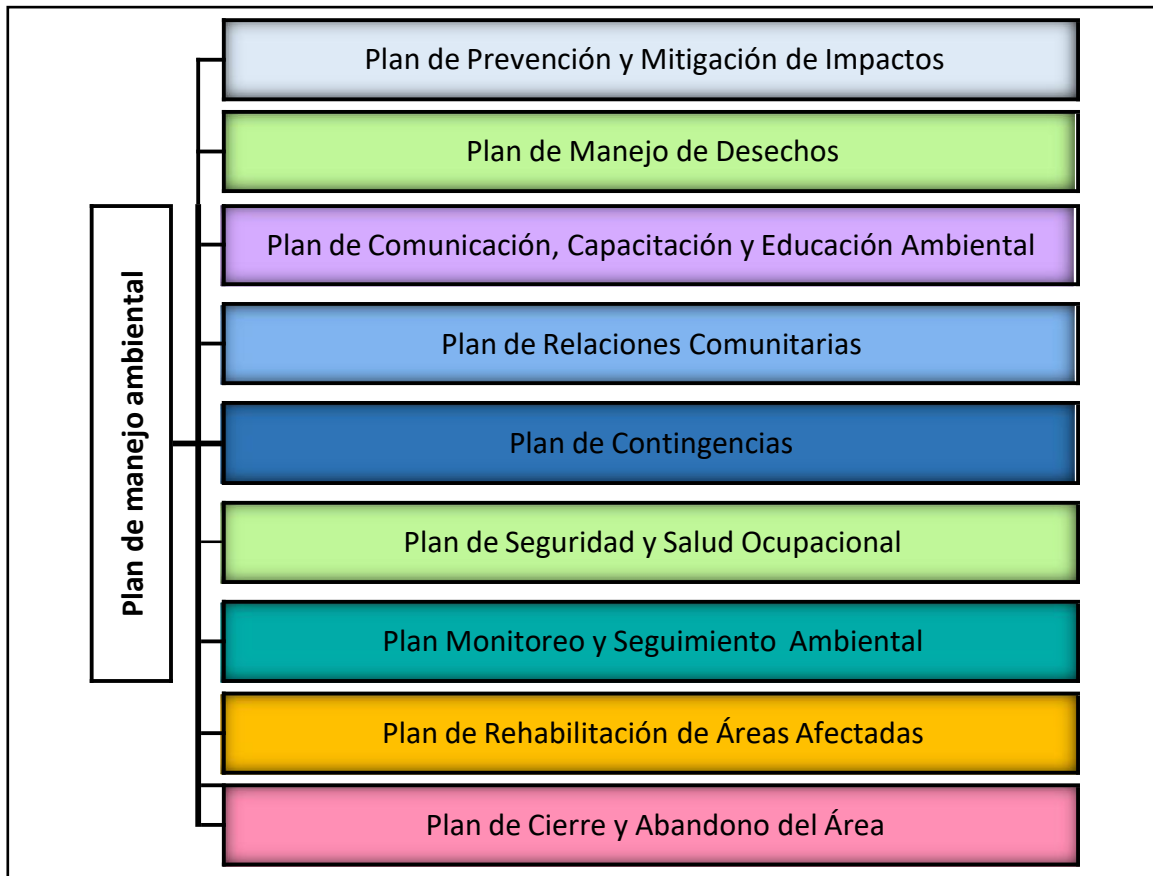 Plan de manejo ambiental
Plan de Prevención y Mitigación de Impactos
Plan de Manejo de Desechos
Plan de Comunicación, Capacitación y Educación Ambiental
Plan de Relaciones Comunitarias
Plan de Contingencias
Plan de Seguridad y Salud Ocupacional
Plan Monitoreo y Seguimiento  Ambiental
Plan de Rehabilitación de Áreas Afectadas
Plan de Cierre y Abandono del Área